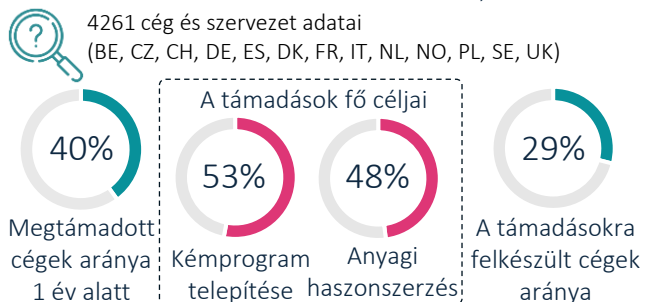 ?
4261 cég és szervezet adatai
(BE, CZ, CH, DE, ES, DK, FR, IT, NL, NO, PL, SE, UK)
A támadások fő céljai
40%
53%
48%
29%
Megtámadott
cégek aránya
1 év alatt
Kémprogram
telepítése
Anyagi
haszonszerzés
A támadásokra
felkészült cégek
aránya